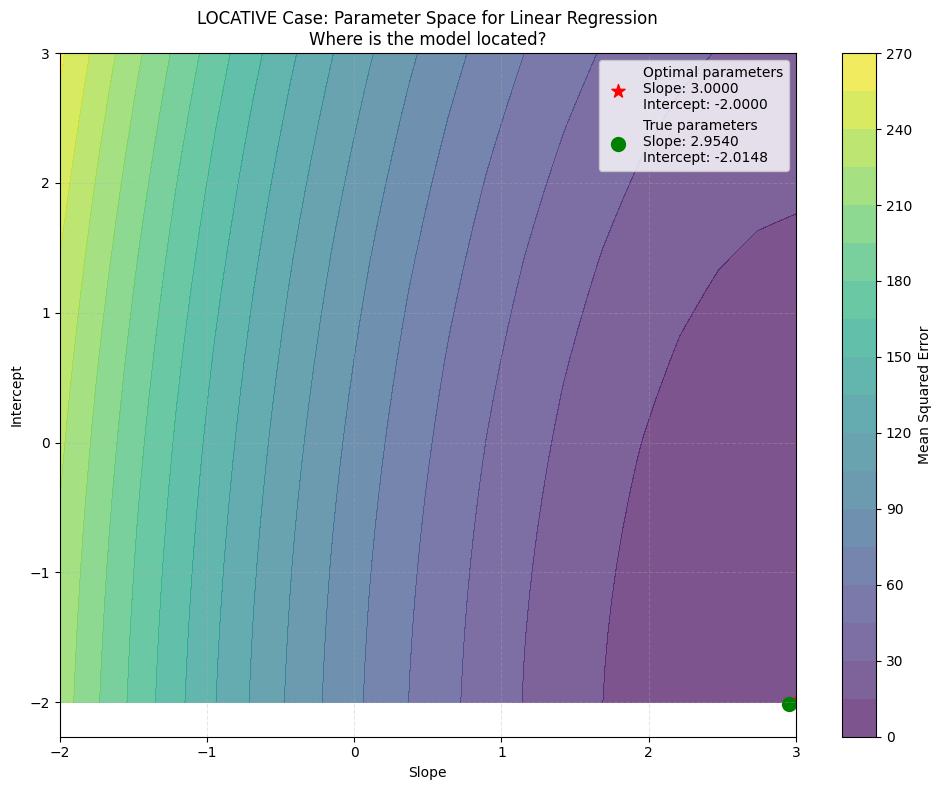 LOCATIVE Case: Parameter Space for Linear Regression
Where is the model located?
Optimal parameters
Slope: 3.0000
Intercept: -2.0000
True parameters
Slope: 2.9540
Intercept: -2.0148
3
2
1
0
−1
−2
Intercept
−2
−1
0
1
2
3
Slope
270
240
210
180
150
120
90
60
30
0
Mean Squared Error